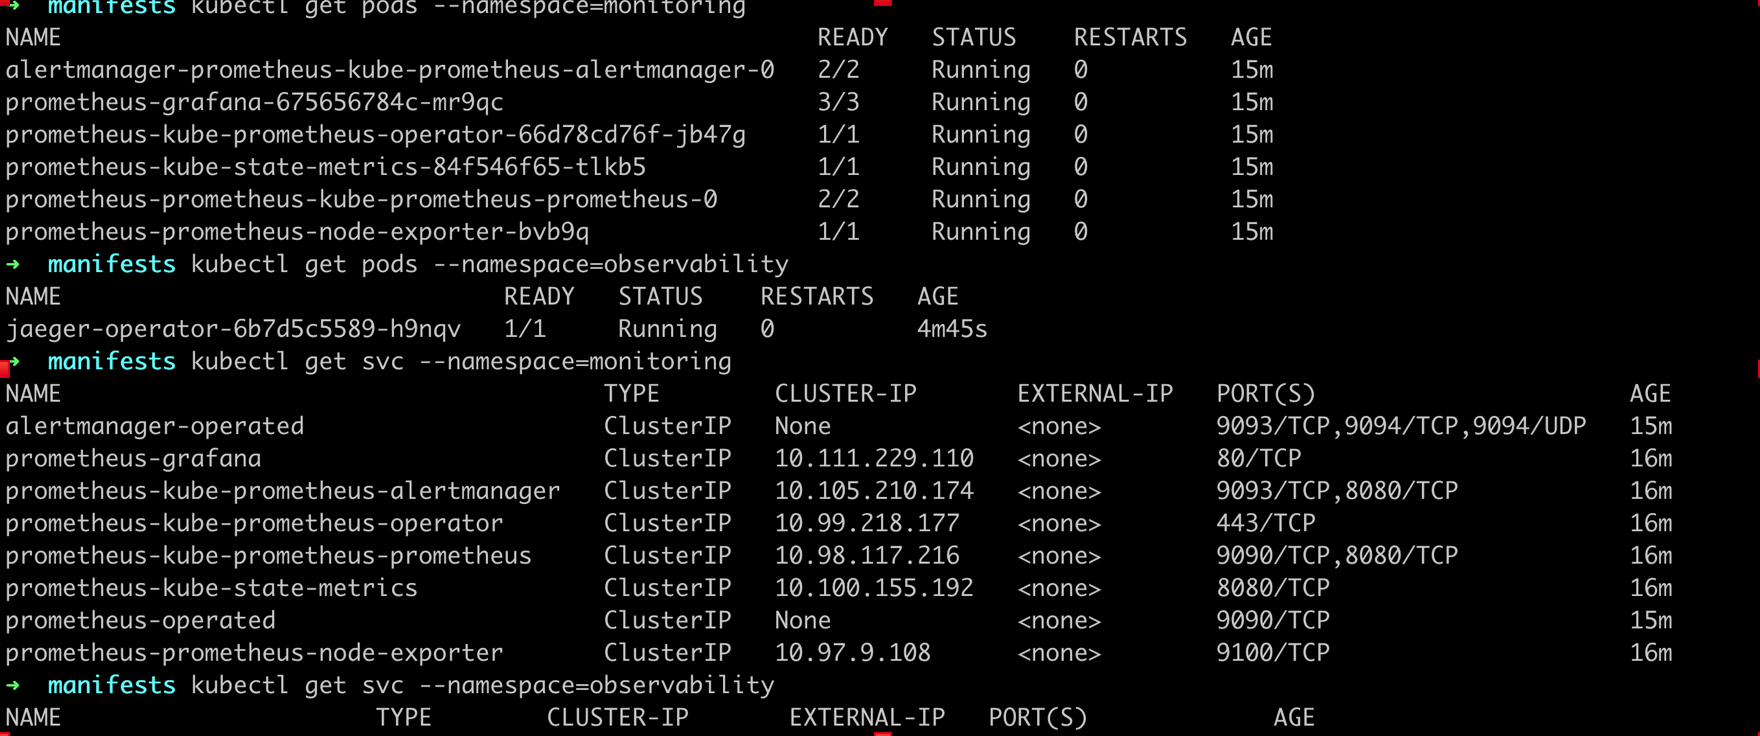 ➜  manifests kubectl get pods --namespace=monitoring
NAME                                                     READY   STATUS    RESTARTS   AGE
alertmanager-prometheus-kube-prometheus-alertmanager-0   2/2     Running   0          15m
prometheus-grafana-675656784c-mr9qc                      3/3     Running   0          15m
prometheus-kube-prometheus-operator-66d78cd76f-jb47g     1/1     Running   0          15m
prometheus-kube-state-metrics-84f546f65-tlkb5            1/1     Running   0          15m
prometheus-prometheus-kube-prometheus-prometheus-0       2/2     Running   0          15m
prometheus-prometheus-node-exporter-bvb9q                1/1     Running   0          15m
➜  manifests kubectl get pods --namespace=observability
NAME                               READY   STATUS    RESTARTS   AGE
jaeger-operator-6b7d5c5589-h9nqv   1/1     Running   0          4m45s
➜  manifests kubectl get svc --namespace=monitoring
NAME                                      TYPE        CLUSTER-IP       EXTERNAL-IP   PORT(S)                      AGE
alertmanager-operated                     ClusterIP   None             <none>        9093/TCP,9094/TCP,9094/UDP   15m
prometheus-grafana                        ClusterIP   10.111.229.110   <none>        80/TCP                       16m
prometheus-kube-prometheus-alertmanager   ClusterIP   10.105.210.174   <none>        9093/TCP,8080/TCP            16m
prometheus-kube-prometheus-operator       ClusterIP   10.99.218.177    <none>        443/TCP                      16m
prometheus-kube-prometheus-prometheus     ClusterIP   10.98.117.216    <none>        9090/TCP,8080/TCP            16m
prometheus-kube-state-metrics             ClusterIP   10.100.155.192   <none>        8080/TCP                     16m
prometheus-operated                       ClusterIP   None             <none>        9090/TCP                     15m
prometheus-prometheus-node-exporter       ClusterIP   10.97.9.108      <none>        9100/TCP                     16m
➜  manifests kubectl get svc --namespace=observability
NAME                      TYPE        CLUSTER-IP       EXTERNAL-IP   PORT(S)             AGE